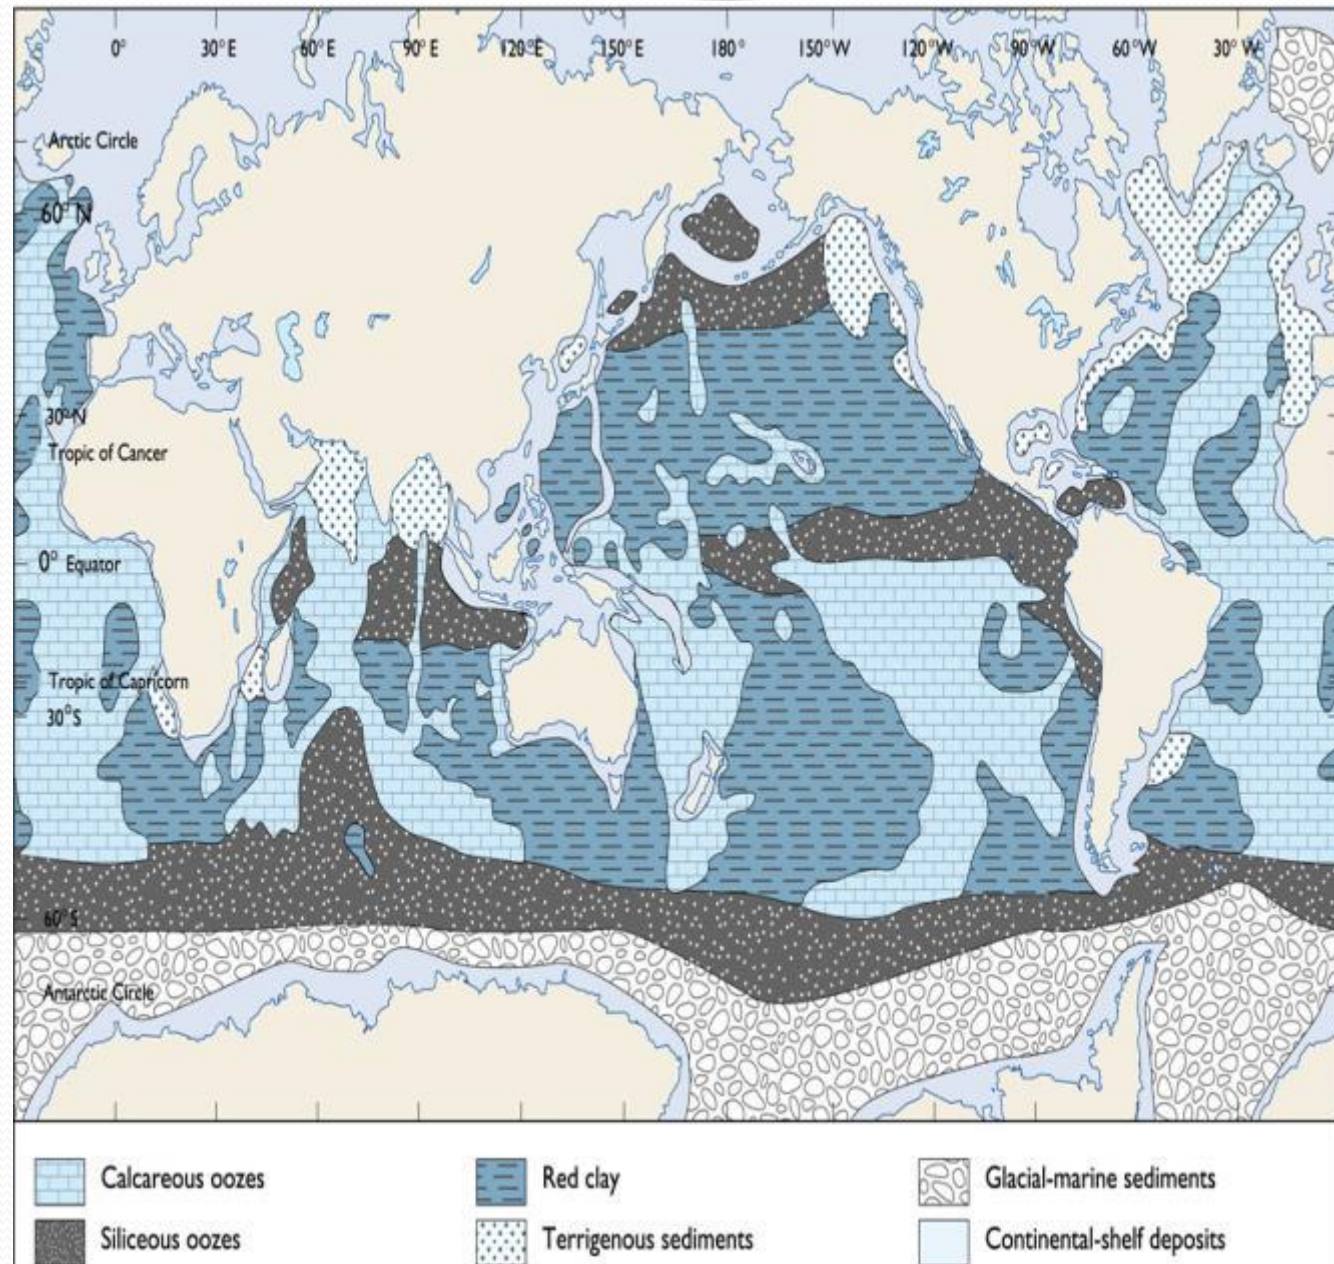 0° 30° E 60° E 90° E 120° E 150° E 180° 150° W 120° W 90° W 60° W 30° W
Arctic Circle
60° N
30° N
Tropic of Cancer
0° Equator
Tropic of Capricorn
30° S
60° S
Antarctic Circle
Calcareous oozes Red clay Glacial-marine sediments
Siliceous oozes Terrigenous sediments Continental-shelf deposits